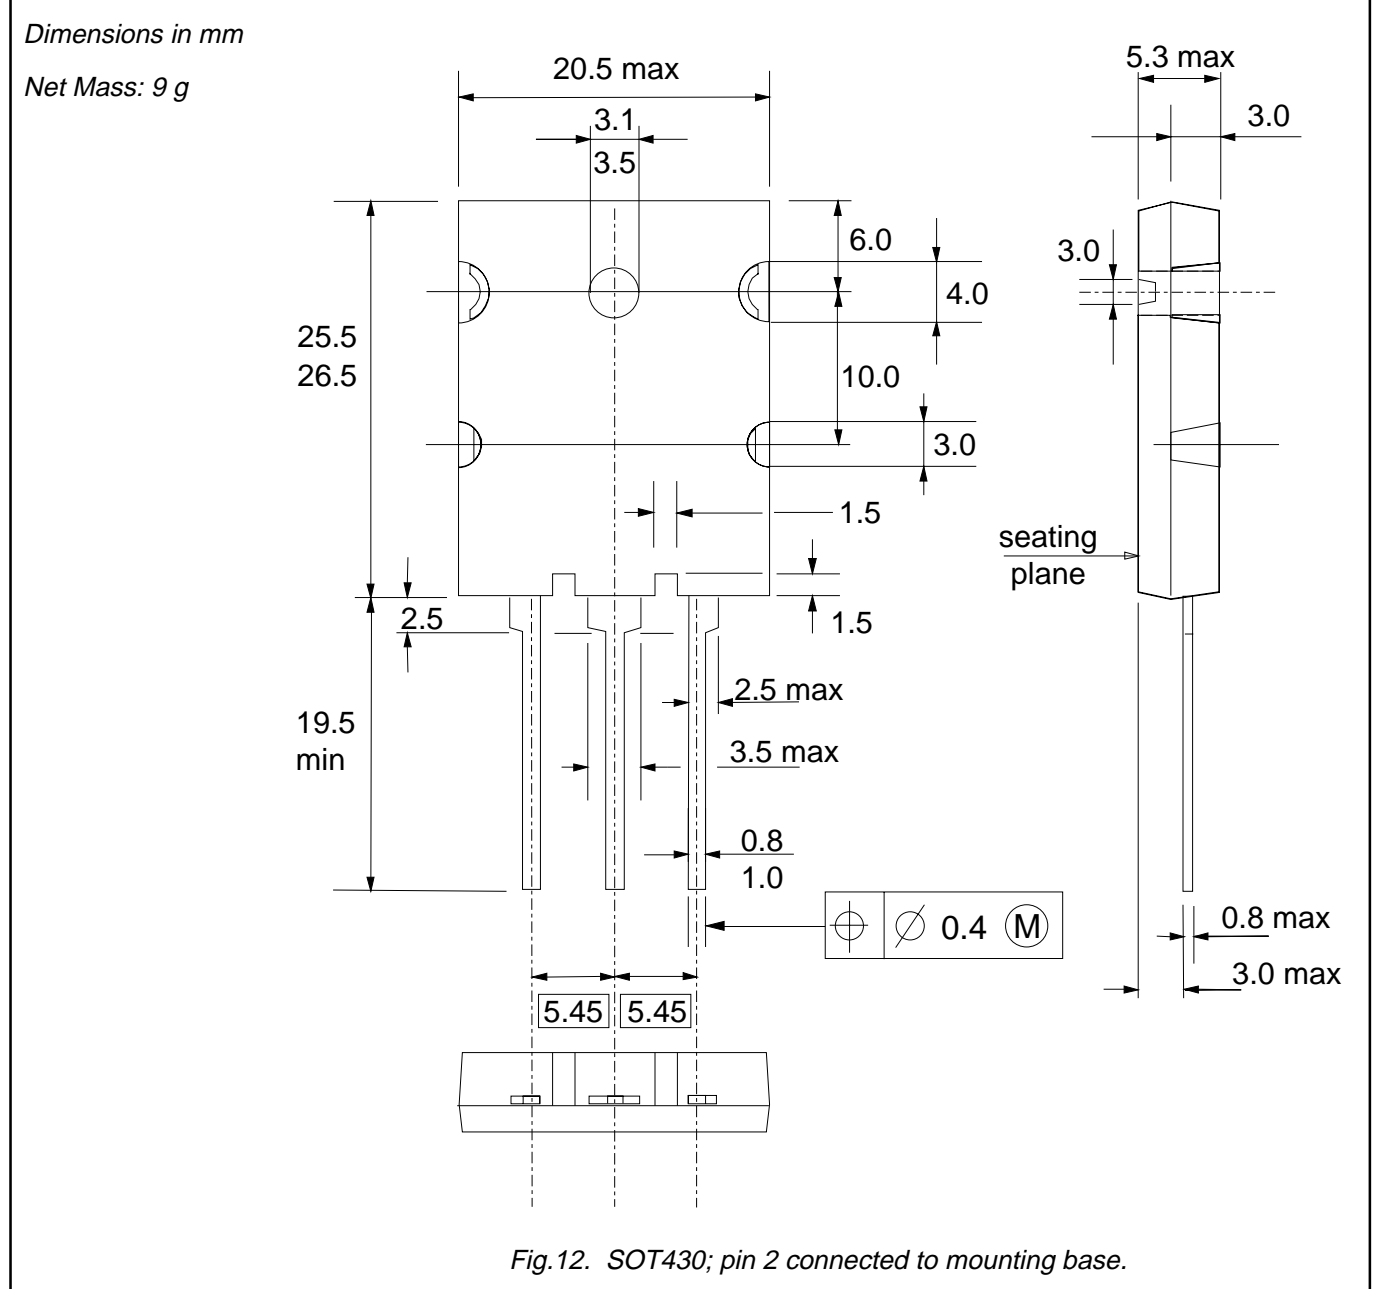 Dimensions in mm
Net Mass: 9 g
20.5 max
5.3 max
3.1
3.5
3.0
6.0
3.0
4.0
25.5
26.5
10.0
3.0
1.5
seating
plane
2.5
1.5
2.5 max
19.5
min
3.5 max
0.8
1.0
0.4 M
0.8 max
3.0 max
5.45 5.45
Fig.12. SOT430; pin 2 connected to mounting base.